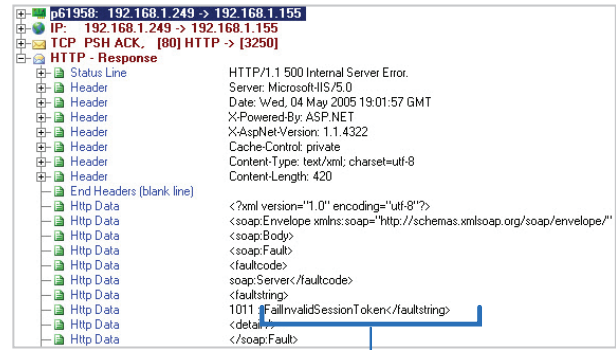 p61958: 192.168.1.249 -> 192.168.1.155
IP: 192.168.1.249 -> 192.168.1.155
TCP PSH ACK, [80] HTTP -> [3250]
HTTP - Response
Status Line HTTP/1.1 500 Internal Server Error.
Header Server: Microsoft-IIS/5.0
Header Date: Wed, 04 May 2005 19:01:57 GMT
Header X-Powered-By: ASP.NET
Header X-AspNet-Version: 1.1.4322
Header Cache-Control: private
Header Content-Type: text/xml; charset=utf-8
Header Content-Length: 420
End Headers (blank line)
Http Data <?xml version="1.0" encoding="utf-8"?>
Http Data <soap:Envelope xmlns:soap="http://schemas.xmlsoap.org/soap/envelope/"
Http Data <soap:Body>
Http Data <soap:Fault>
Http Data <faultcode>
Http Data soap:Server</faultcode>
Http Data <faultstring>
Http Data 1011 : FailInvalidSessionToken</faultstring>
Http Data <detail />
Http Data </soap:Fault>